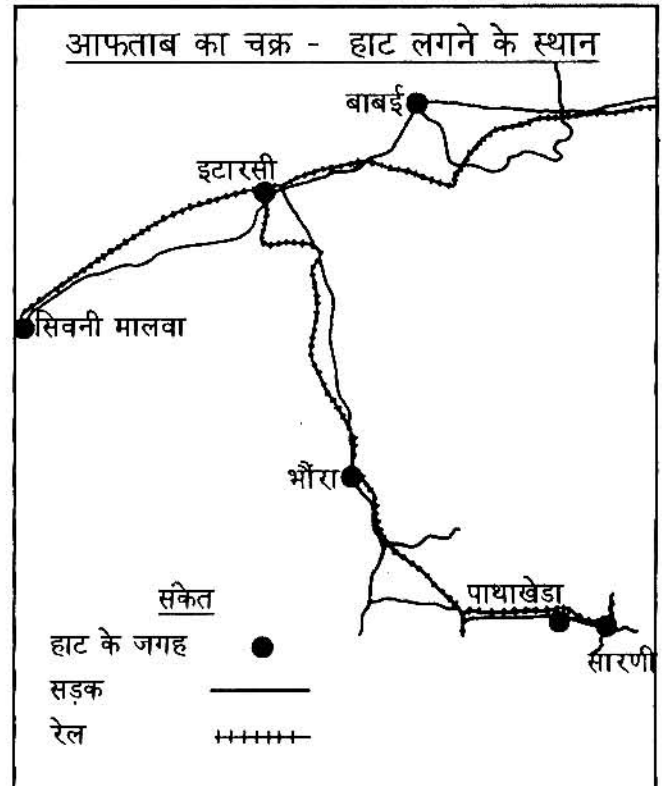 आफताब का चक्र - हाट लगने के स्थान
बाबई
इटारसी
सिवनी मालवा
भौंरा
पाथाखेडा
सारणी
संकेत
हाट के जगह
सड़क
रेल